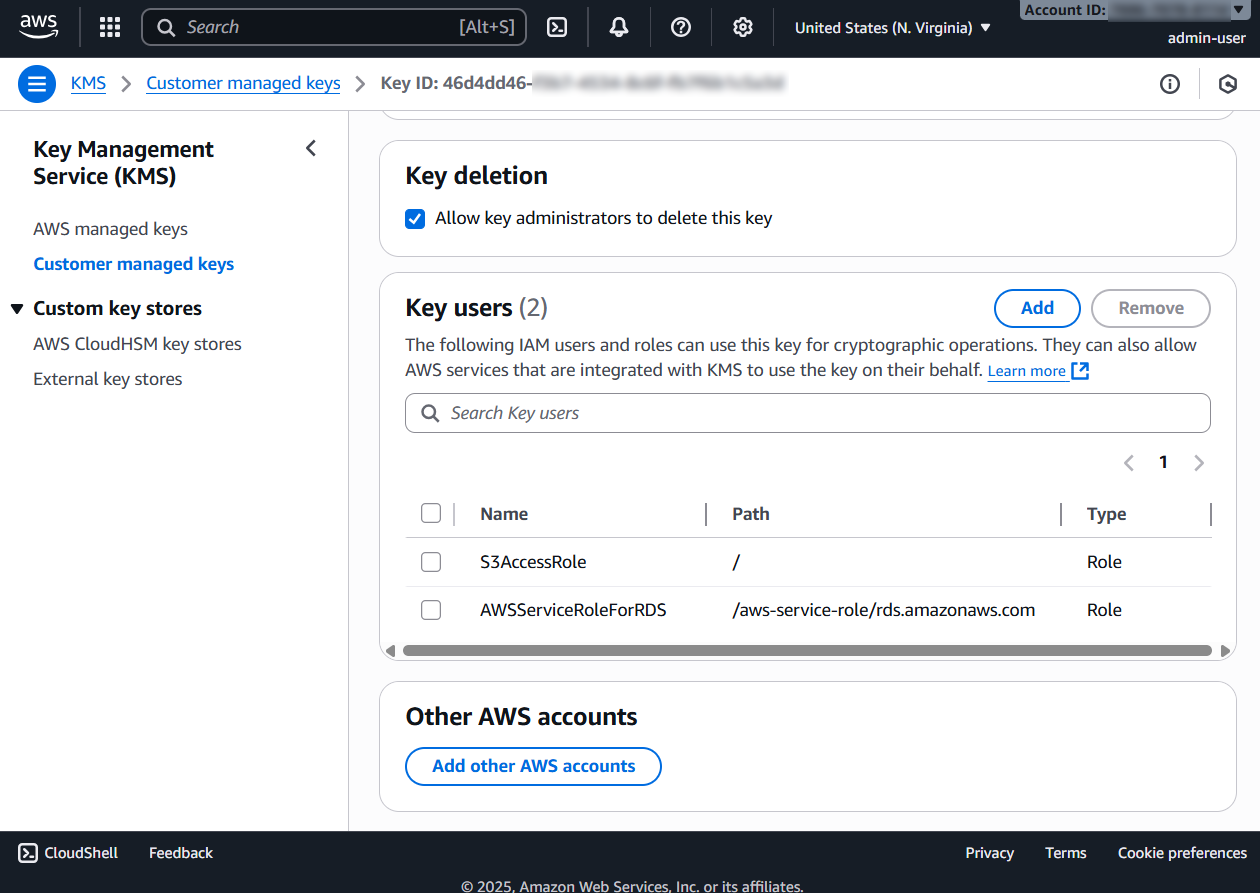 aws
Search [Alt+S]
United States (N. Virginia)
Account ID:
admin-user
KMS
Customer managed keys
Key ID: 46d4dd46-
Key Management
Service (KMS)
AWS managed keys
Customer managed keys
Custom key stores
AWS CloudHSM key stores
External key stores
Key deletion
Allow key administrators to delete this key
Key users (2)
Add
Remove
The following IAM users and roles can use this key for cryptographic operations. They can also allow
AWS services that are integrated with KMS to use the key on their behalf. Learn more
Search Key users
1
Name Path Type
S3AccessRole / Role
AWSServiceRoleForRDS /aws-service-role/rds.amazonaws.com Role
Other AWS accounts
Add other AWS accounts
CloudShell Feedback Privacy Terms Cookie preferences
© 2025, Amazon Web Services, Inc. or its affiliates.